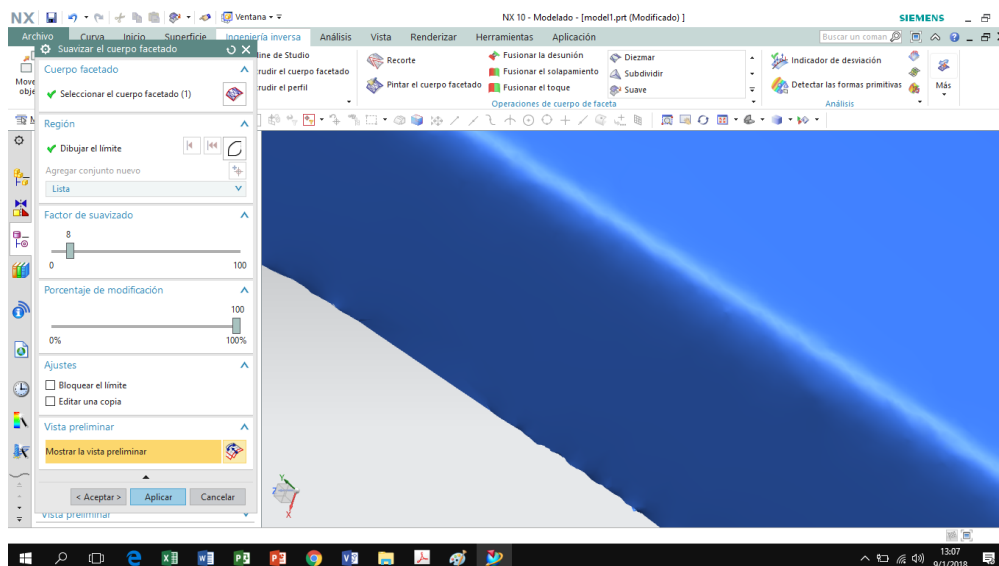 NX
Ventana
NX 10 - Modelado - [model1.prt (Modificado) ]
SIEMENS
Archivo Curva Inicio Superficie Ingeniería inversa Análisis Vista Renderizar Herramientas Aplicación
Buscar un coman
Suavizar el cuerpo facetado
line de Studio
Recorte
Fusionar la desunión
Diezmar
Indicador de desviación
Cuerpo facetado
trudir el cuerpo facetado
Fusionar el solapamiento
Subdividir
Move
obje
Seleccionar el cuerpo facetado (1)
trudir el perfil
Pintar el cuerpo facetado
Fusionar el toque
Suave
Detectar las formas primitivas
Más
Operaciones de cuerpo de faceta
Análisis
Región
Dibujar el límite
Agregar conjunto nuevo
Lista
Factor de suavizado
8
0 100
Porcentaje de modificación
100
0% 100%
Ajustes
Bloquear el límite
Editar una copia
Vista preliminar
Mostrar la vista preliminar
< Aceptar > Aplicar Cancelar
Vista preliminar
Y
Z
X
13:07
9/1/2018